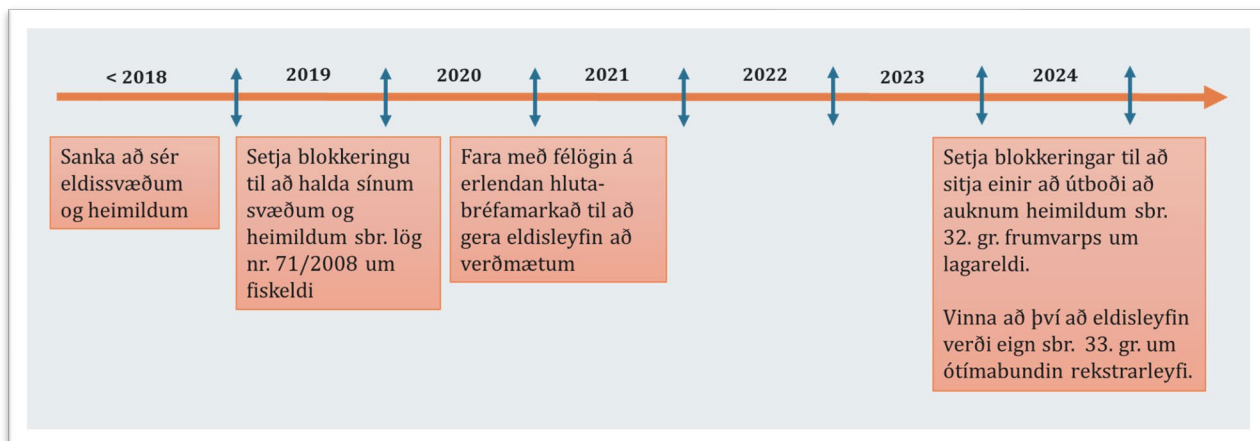 < 2018
2019
2020
2021
2022
2023
2024
Sanka að sér
eldissvæðum
og heimildum
Setja blokkeringu
til að halda sínum
svæðum og
heimildum sbr. lög
nr. 71/2008 um
fiskeldi
Fara með félögin á
erlendan hluta-
bréfamarkað til að
gera eldisleyfin að
verðmætum
Setja blokkeringar til að
sitja einir að útboði að
auknum heimildum sbr.
32. gr. frumvarps um
lagareldi.
Vinna að því að eldisleyfin
verði eign sbr. 33. gr. um
ótímabundin rekstrarleyfi.